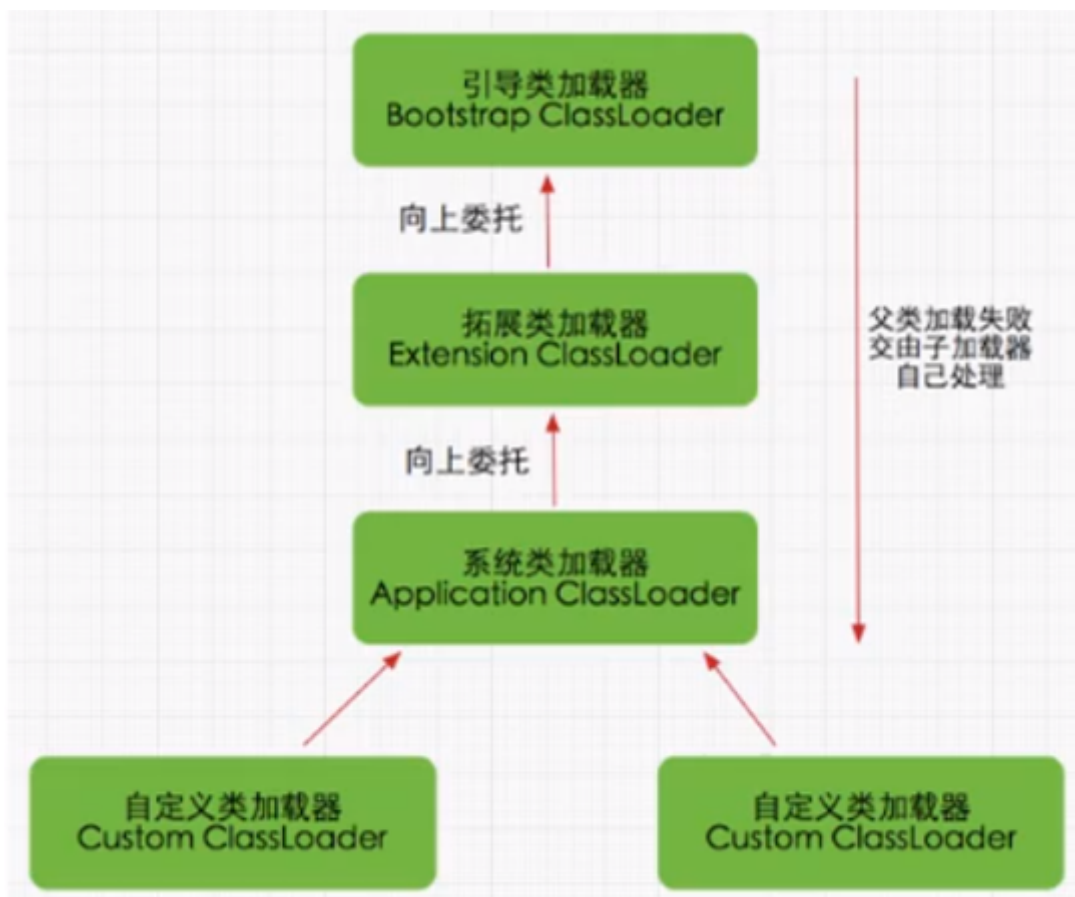 引导类加载器
Bootstrap ClassLoader
向上委托
拓展类加载器
Extension ClassLoader
父类加载失败
交由子加载器
自己处理
向上委托
系统类加载器
Application ClassLoader
自定义类加载器
Custom ClassLoader
自定义类加载器
Custom ClassLoader